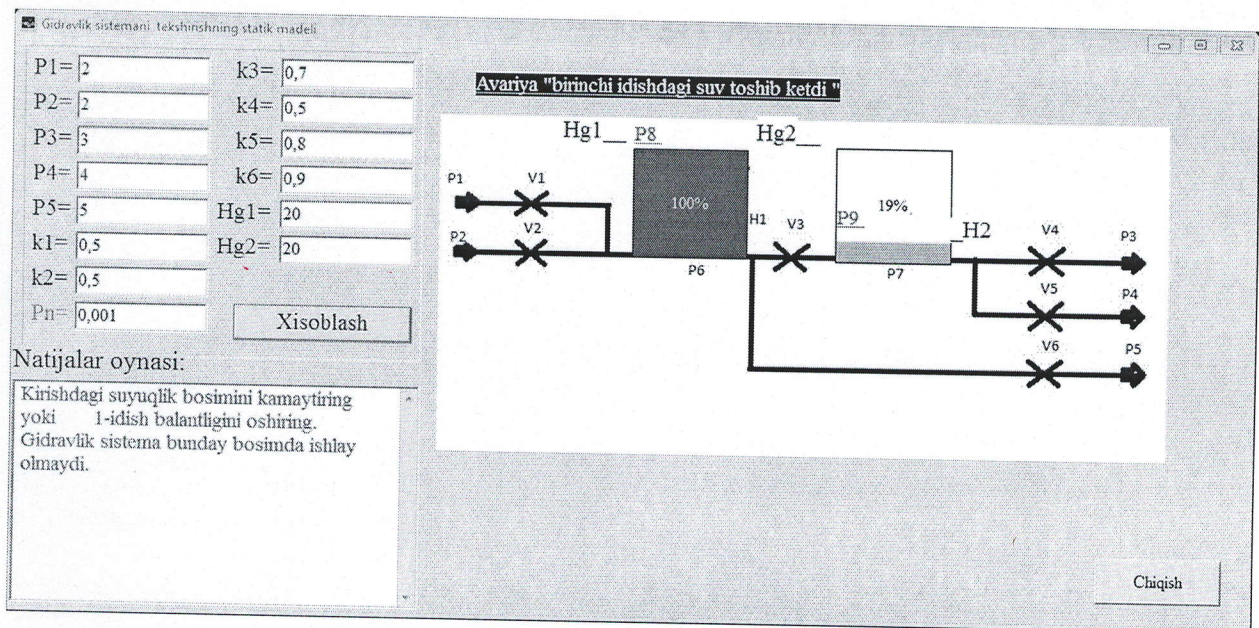 Gidravlik sistemani tekshirishning statik madeli
P1= 2
P2= 2
P3= 3
P4= 4
P5= 5
k1= 0,5
k2= 0,5
Pn= 0,001
k3= 0,7
k4= 0,5
k5= 0,8
k6= 0,9
Hg1= 20
Hg2= 20
Xisoblash
Natijalar oynasi:
Kirishdagi suyuqlik bosimini kamaytiring
yoki 1-idish balantligini oshiring.
Gidravlik sistema bunday bosimda ishlay
olmaydi.
Avariya "birinchi idishdagi suv toshib ketdi "
Hg1__ P8 Hg2__
P1 V1
100% 19%
P2 V2 H1 V3 P9 _H2 V4 P3
P6 P7
V5 P4
V6 P5
Chiqish